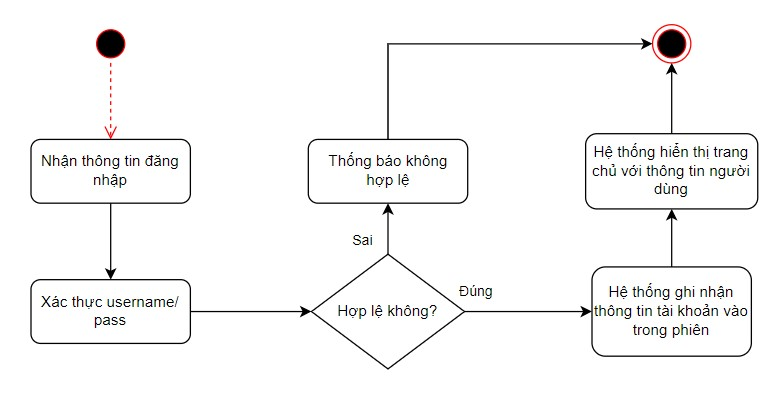 Nhận thông tin đăng
nhập
Thống báo không
hợp lệ
Hệ thống hiển thị trang
chủ với thông tin người
dùng
Sai
Xác thực username/
pass
Hợp lệ không?
Đúng
Hệ thống ghi nhận
thông tin tài khoản vào
trong phiên